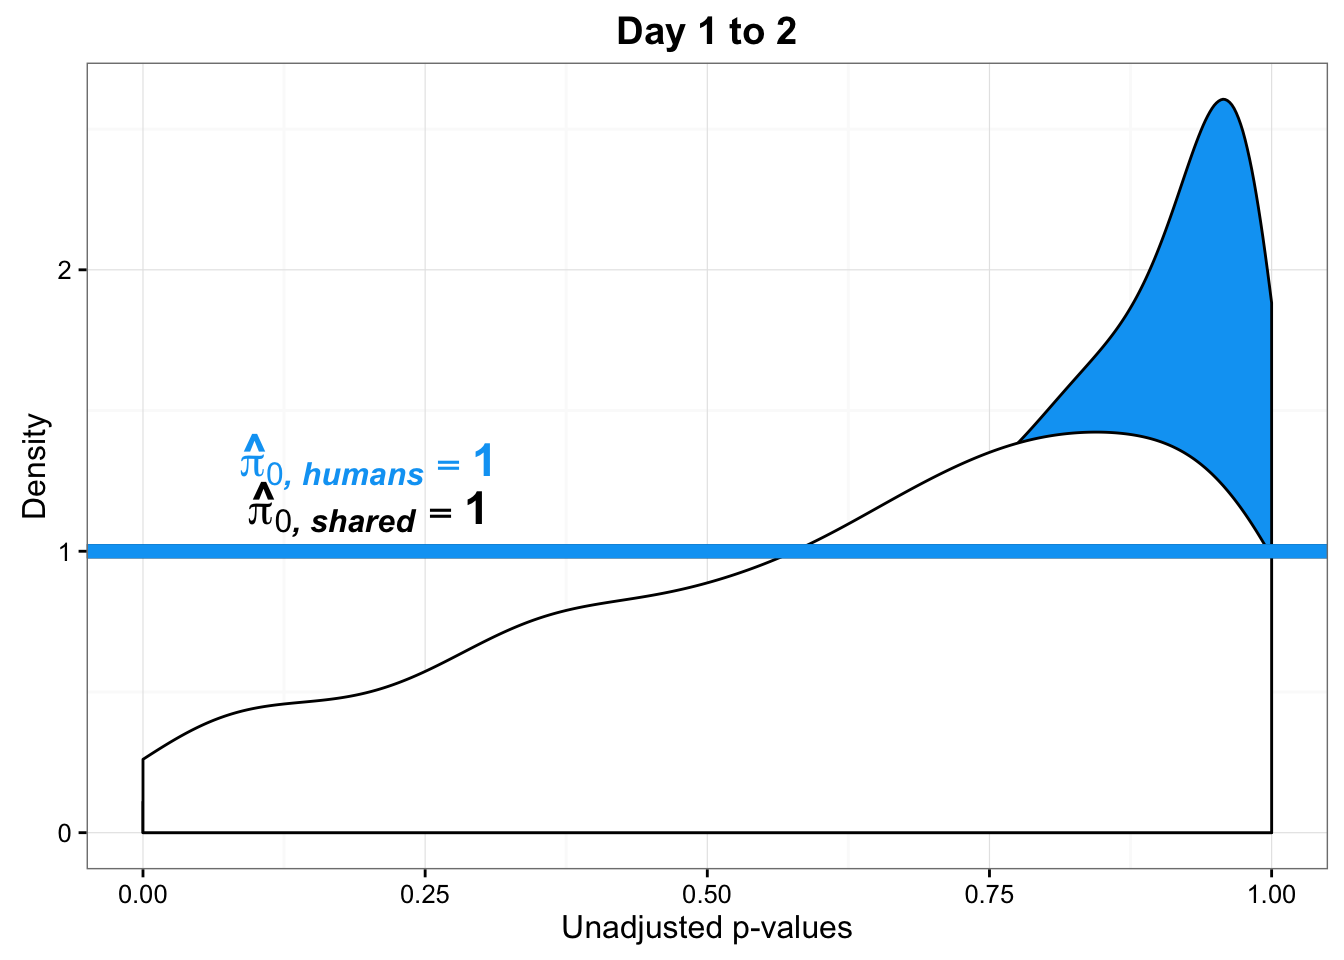 Day 1 to 2
Density
2
1
0
π̂0, humans = 1
π̂0, shared = 1
0.00 0.25 0.50 0.75 1.00
Unadjusted p-values